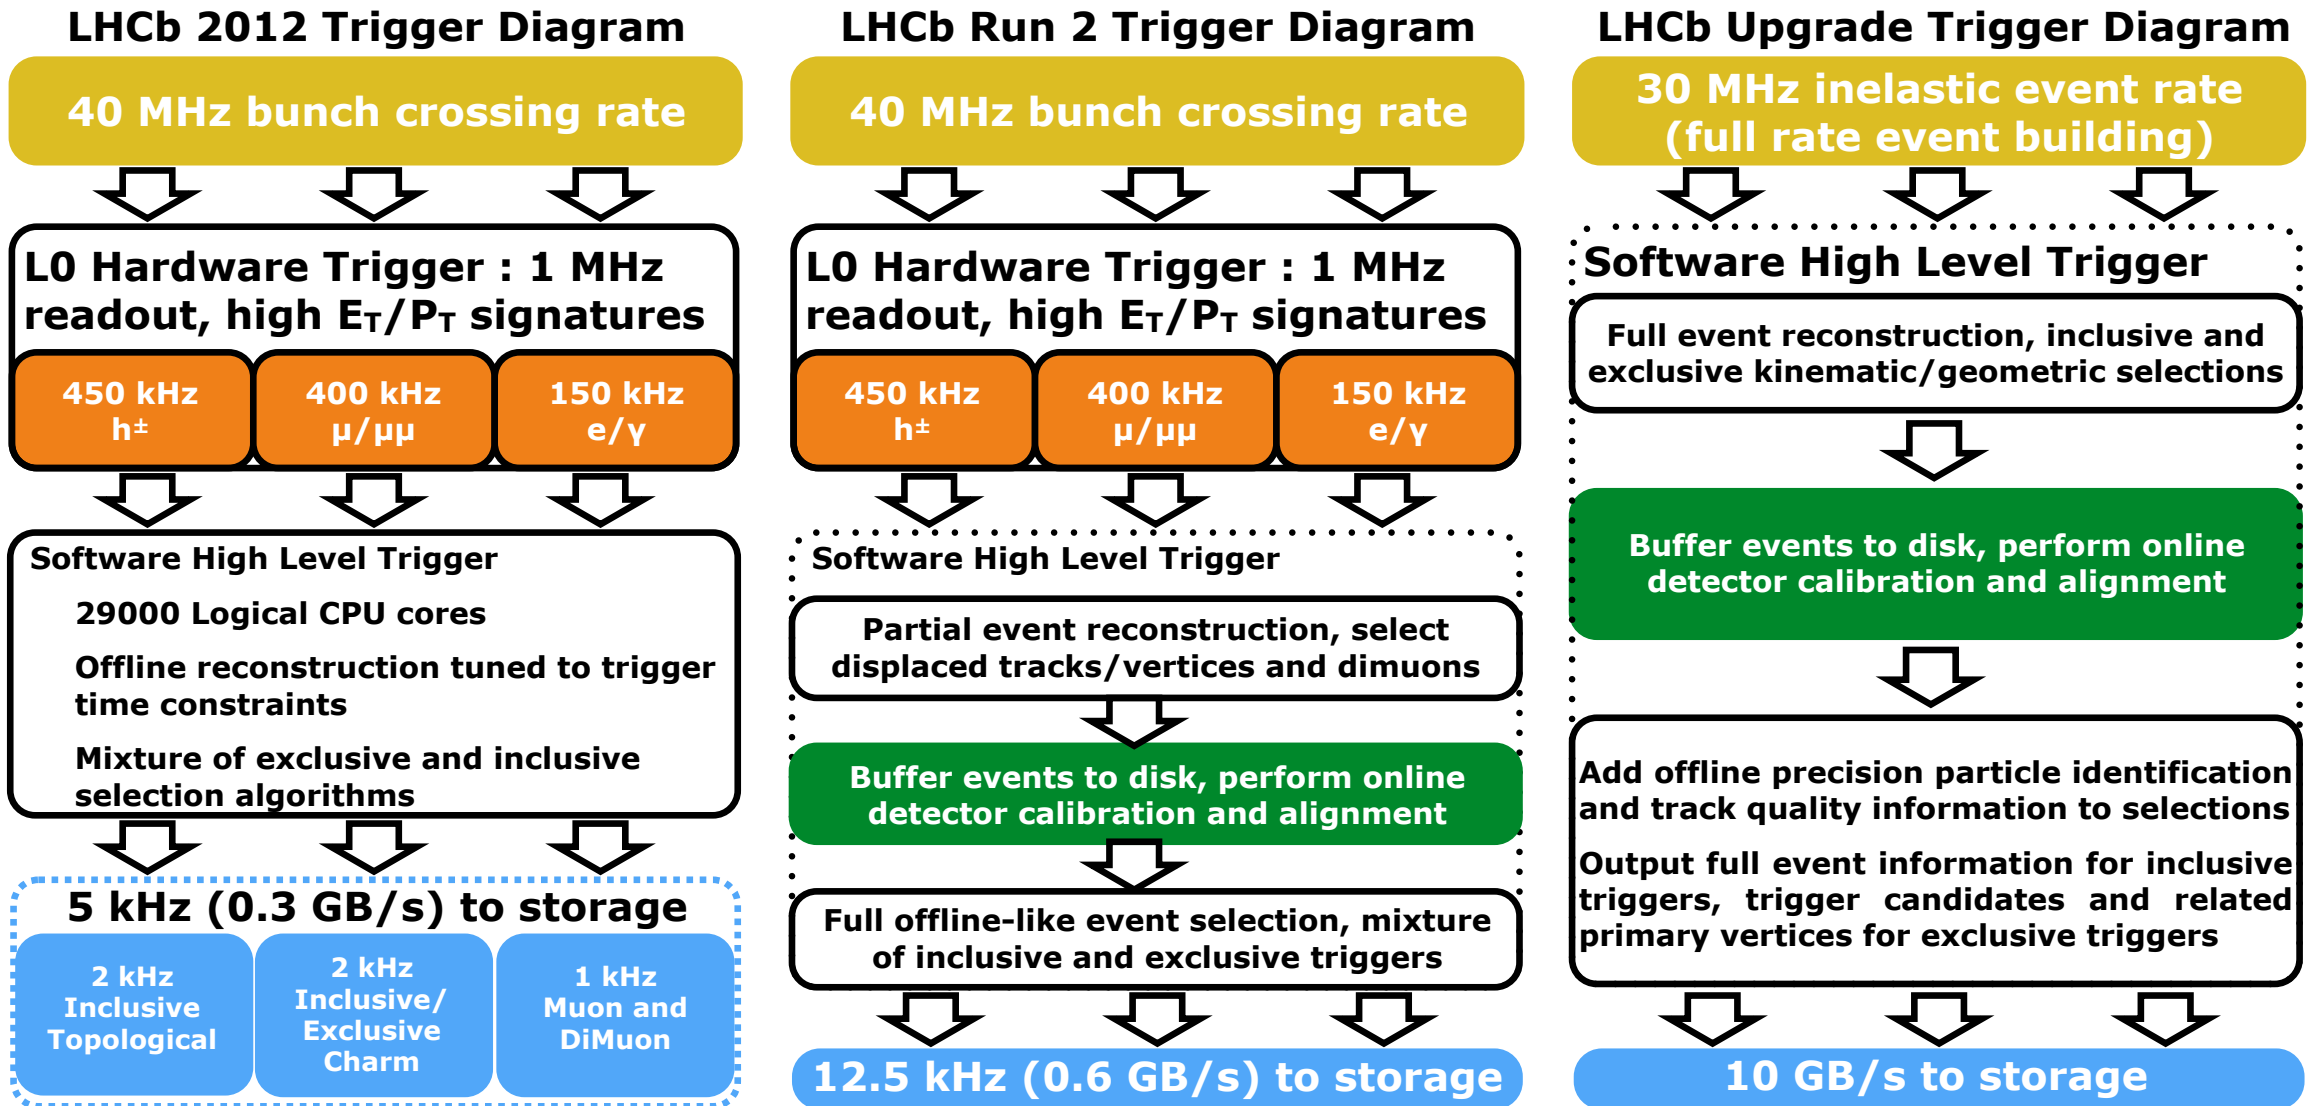 LHCb 2012 Trigger Diagram
40 MHz bunch crossing rate
L0 Hardware Trigger : 1 MHz
readout, high E_T/P_T signatures
450 kHz
h±
400 kHz
µ/µµ
150 kHz
e/γ
Software High Level Trigger
29000 Logical CPU cores
Offline reconstruction tuned to trigger
time constraints
Mixture of exclusive and inclusive
selection algorithms
5 kHz (0.3 GB/s) to storage
2 kHz
Inclusive
Topological
2 kHz
Inclusive/
Exclusive
Charm
1 kHz
Muon and
DiMuon
LHCb Run 2 Trigger Diagram
40 MHz bunch crossing rate
L0 Hardware Trigger : 1 MHz
readout, high E_T/P_T signatures
450 kHz
h±
400 kHz
µ/µµ
150 kHz
e/γ
Software High Level Trigger
Partial event reconstruction, select
displaced tracks/vertices and dimuons
Buffer events to disk, perform online
detector calibration and alignment
Full offline-like event selection, mixture
of inclusive and exclusive triggers
12.5 kHz (0.6 GB/s) to storage
LHCb Upgrade Trigger Diagram
30 MHz inelastic event rate
(full rate event building)
Software High Level Trigger
Full event reconstruction, inclusive and
exclusive kinematic/geometric selections
Buffer events to disk, perform online
detector calibration and alignment
Add offline precision particle identification
and track quality information to selections
Output full event information for inclusive
triggers, trigger candidates and related
primary vertices for exclusive triggers
10 GB/s to storage